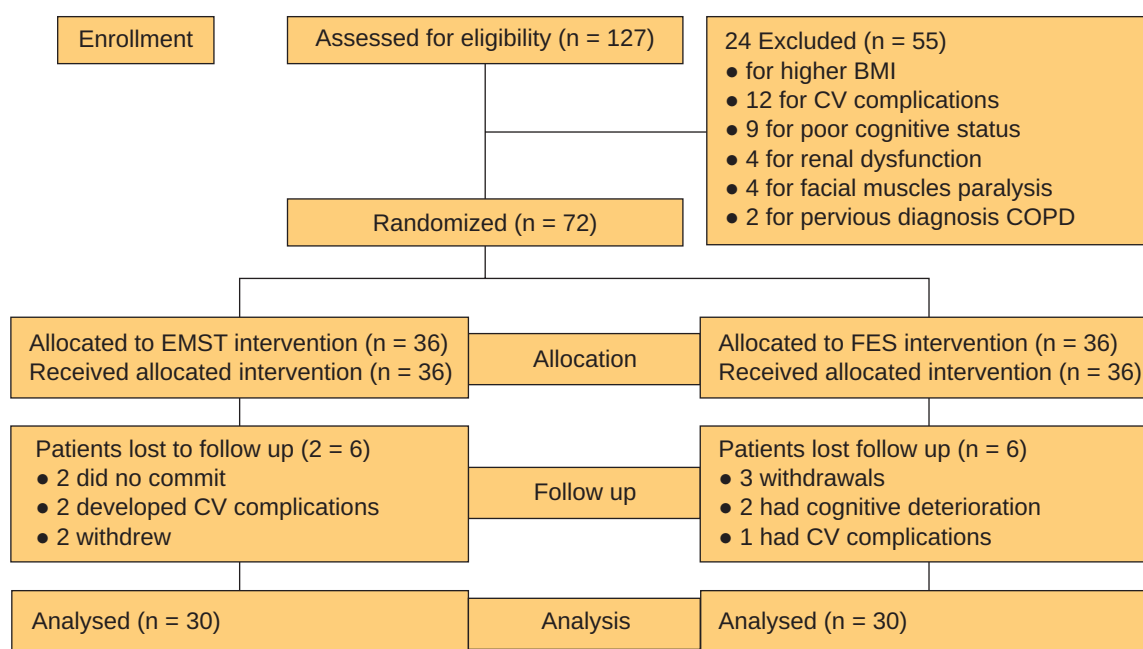 Enrollment
Assessed for eligibility (n = 127)
24 Excluded (n = 55)
● for higher BMI
● 12 for CV complications
● 9 for poor cognitive status
● 4 for renal dysfunction
● 4 for facial muscles paralysis
● 2 for pervious diagnosis COPD
Randomized (n = 72)
Allocated to EMST intervention (n = 36)
Received allocated intervention (n = 36)
Allocation
Allocated to FES intervention (n = 36)
Received allocated intervention (n = 36)
Patients lost to follow up (2 = 6)
● 2 did no commit
● 2 developed CV complications
● 2 withdrew
Follow up
Patients lost follow up (n = 6)
● 3 withdrawals
● 2 had cognitive deterioration
● 1 had CV complications
Analysed (n = 30)
Analysis
Analysed (n = 30)